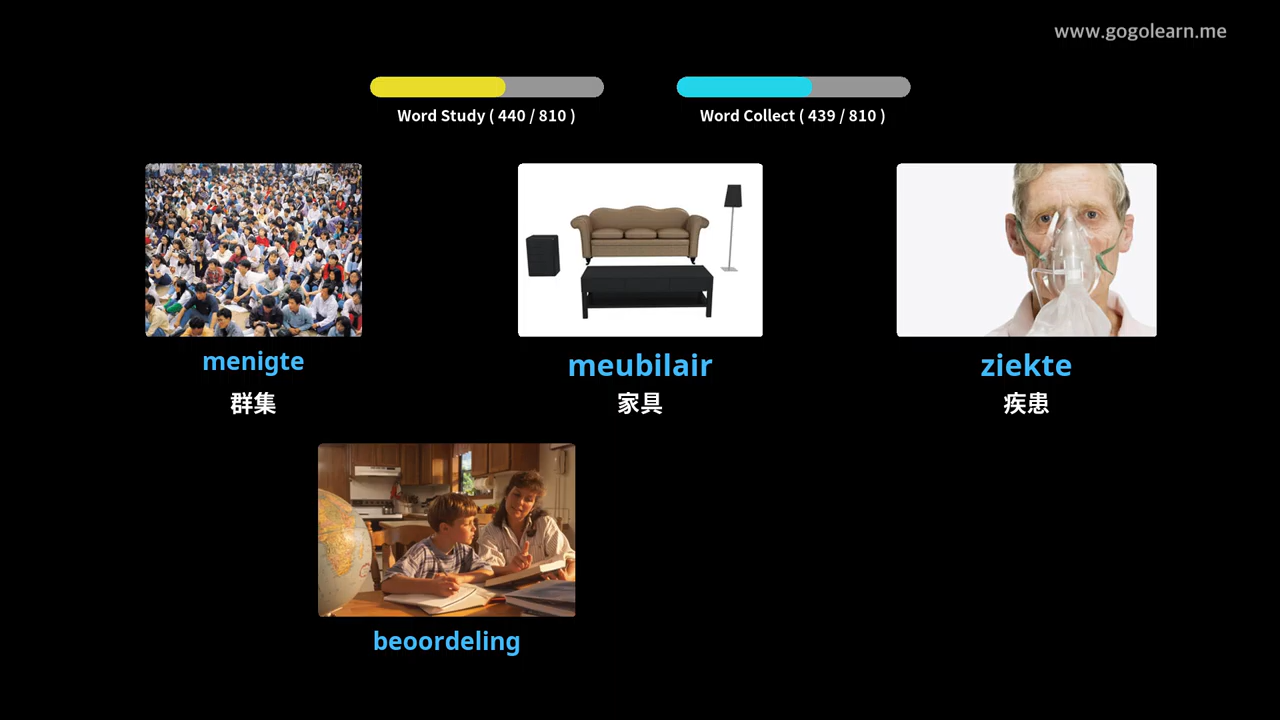 www.gogolearn.me
Word Study ( 440 / 810 )
Word Collect ( 439 / 810 )
menigte
meubilair
ziekte
群集
家具
疾患
beoordeling